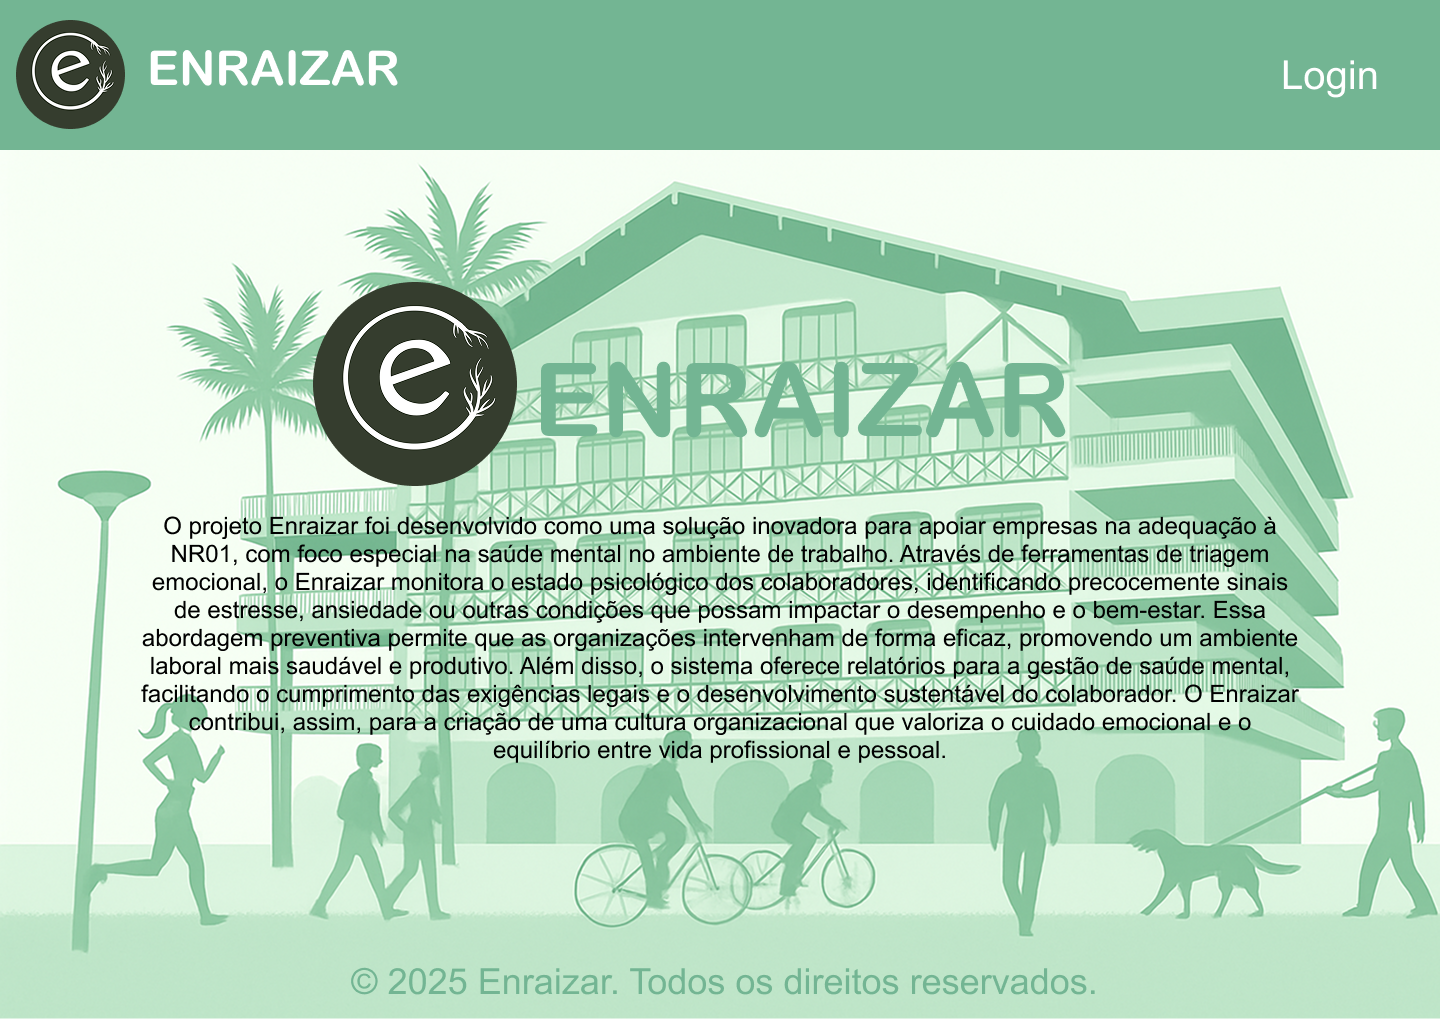 ENRAIZAR
Login
ENRAIZAR
O projeto Enraizar foi desenvolvido como uma solução inovadora para apoiar empresas na adequação à
NR01, com foco especial na saúde mental no ambiente de trabalho. Através de ferramentas de triagem
emocional, o Enraizar monitora o estado psicológico dos colaboradores, identificando precocemente sinais
de estresse, ansiedade ou outras condições que possam impactar o desempenho e o bem-estar. Essa
abordagem preventiva permite que as organizações intervenham de forma eficaz, promovendo um ambiente
laboral mais saudável e produtivo. Além disso, o sistema oferece relatórios para a gestão de saúde mental,
facilitando o cumprimento das exigências legais e o desenvolvimento sustentável do colaborador. O Enraizar
contribui, assim, para a criação de uma cultura organizacional que valoriza o cuidado emocional e o
equilíbrio entre vida profissional e pessoal.
© 2025 Enraizar. Todos os direitos reservados.